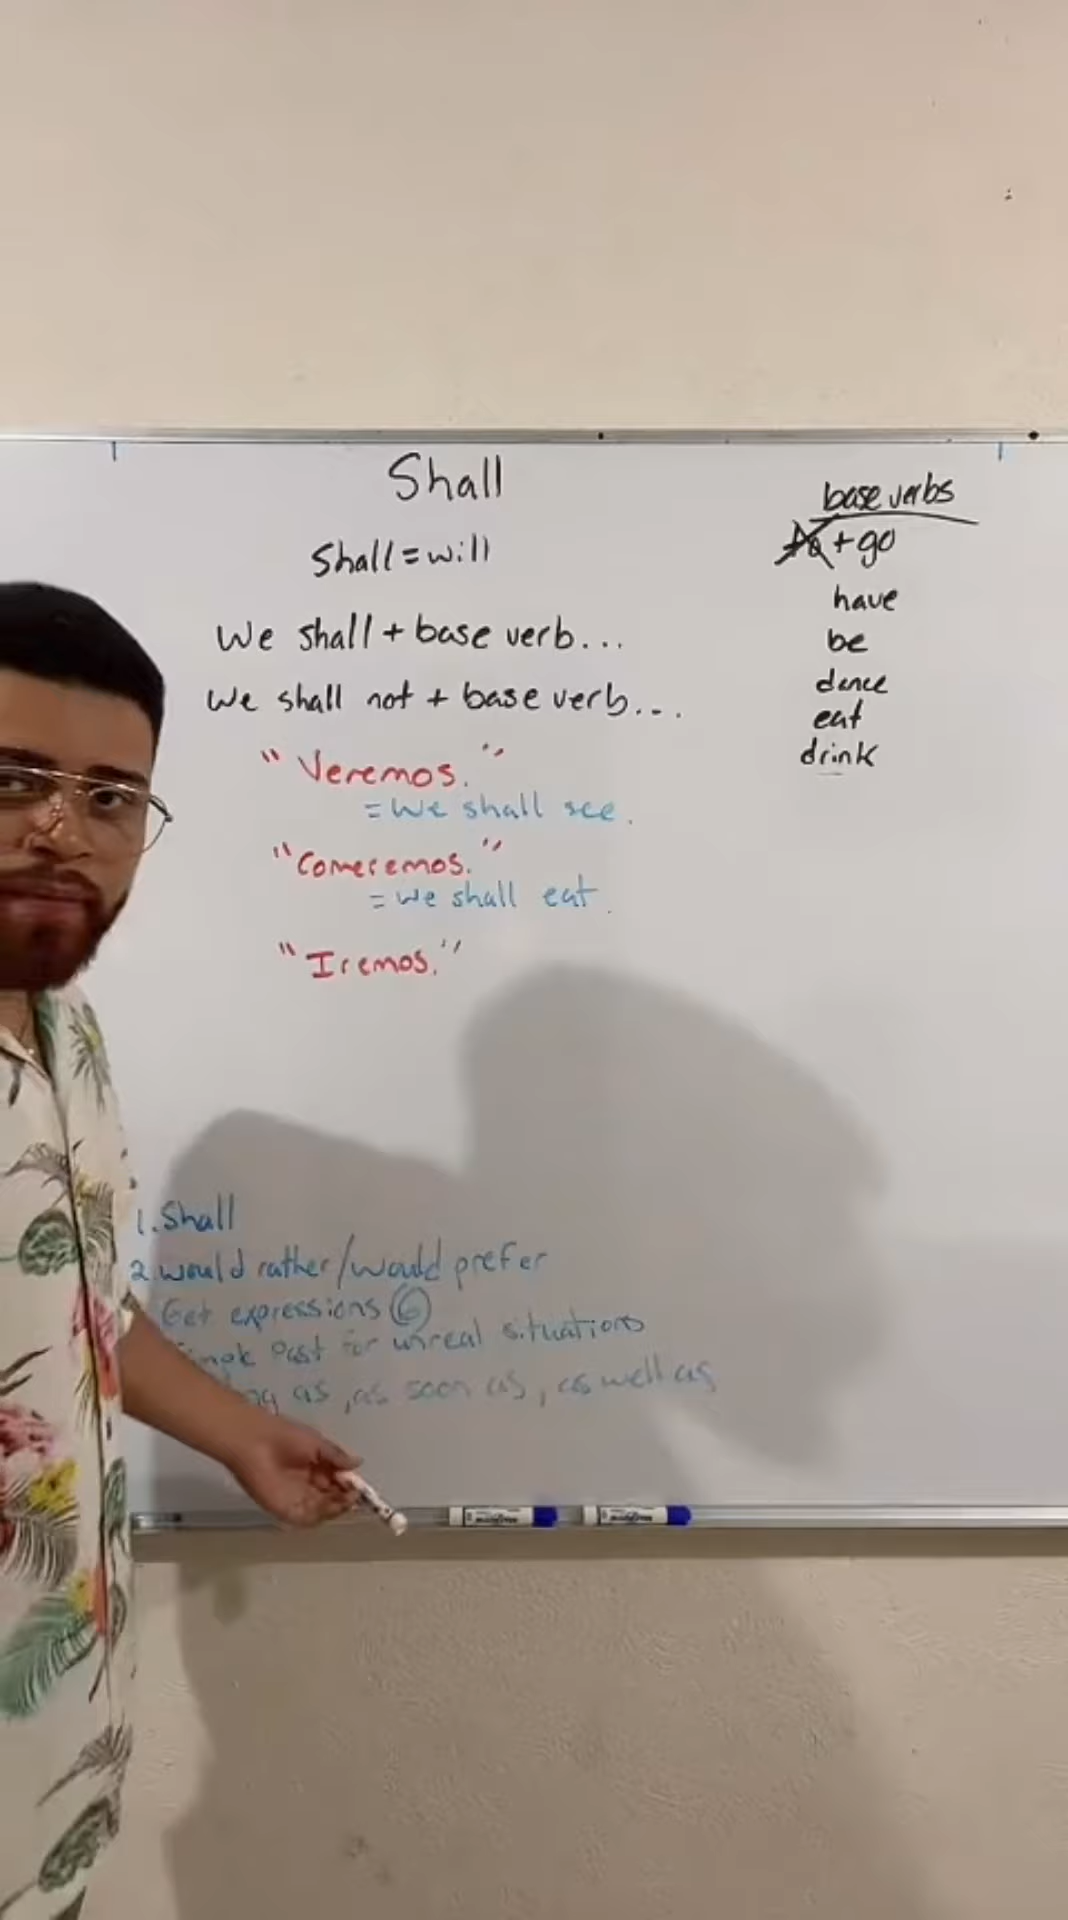 Shall
Shall = will
We shall + base verb...
We shall not + base verb...
"Veremos."
= We shall see.
"Comeremos."
= We shall eat.
"Iremos."
base verbs
+ go
have
be
dance
eat
drink
1. Shall
2. would rather/would prefer
Get expressions 6
Past for unreal situations
as, as soon as, as well as